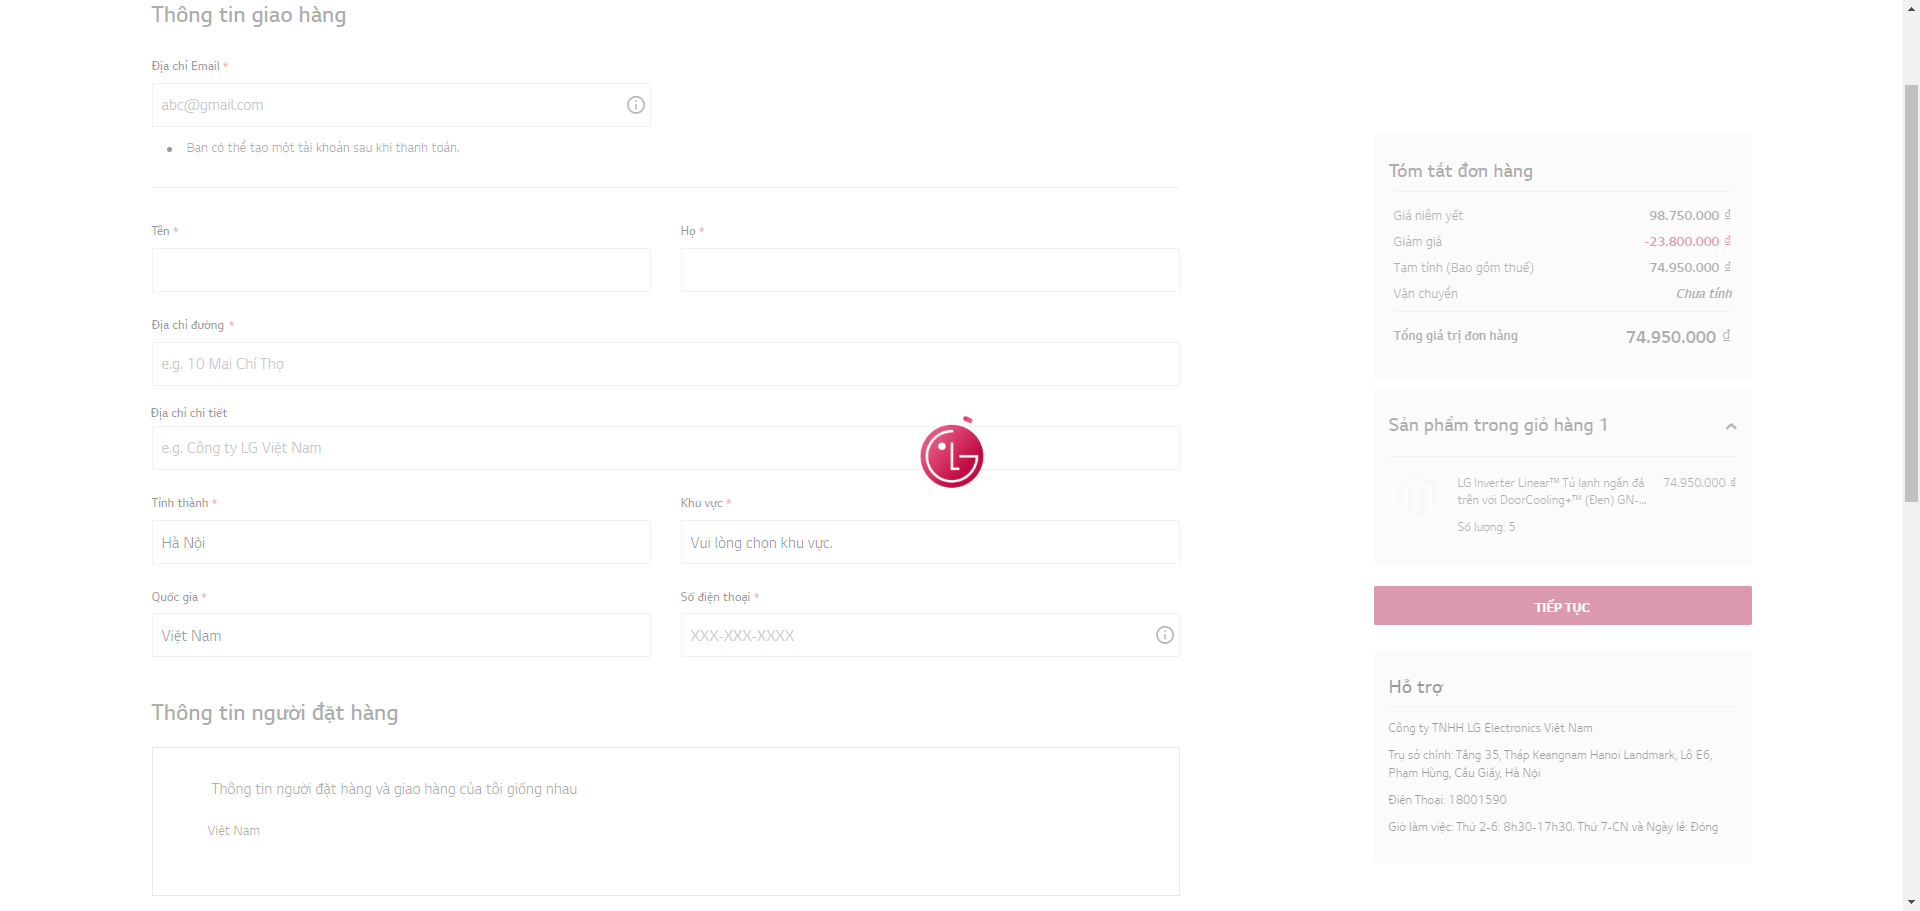 Thông tin giao hàng
Địa chỉ Email *
abc@gmail.com
Bạn có thể tạo một tài khoản sau khi thanh toán.
Tên *
Họ *
Địa chỉ đường *
e.g. 10 Mai Chí Thọ
Địa chỉ chi tiết
e.g. Công ty LG Việt Nam
Tỉnh thành *
Khu vực *
Hà Nội
Vui lòng chọn khu vực.
Quốc gia *
Số điện thoại *
Việt Nam
XXX-XXX-XXXX
Thông tin người đặt hàng
Thông tin người đặt hàng và giao hàng của tôi giống nhau
Việt Nam
Tóm tắt đơn hàng
Giá niêm yết 98.750.000 ₫
Giảm giá -23.800.000 ₫
Tạm tính (Bao gồm thuế) 74.950.000 ₫
Vận chuyển Chưa tính
Tổng giá trị đơn hàng 74.950.000 ₫
Sản phẩm trong giỏ hàng 1
LG Inverter Linear™ Tủ lạnh ngăn đá 74.950.000 ₫
trên với DoorCooling+™ (Đen) GN-...
Số lượng: 5
TIẾP TỤC
Hỗ trợ
Công ty TNHH LG Electronics Việt Nam
Trụ sở chính: Tầng 35, Tháp Keangnam Hanoi Landmark, Lô E6,
Phạm Hùng, Cầu Giấy, Hà Nội
Điện Thoại: 18001590
Giờ làm việc: Thứ 2-6: 8h30-17h30. Thứ 7-CN và Ngày lễ: Đóng